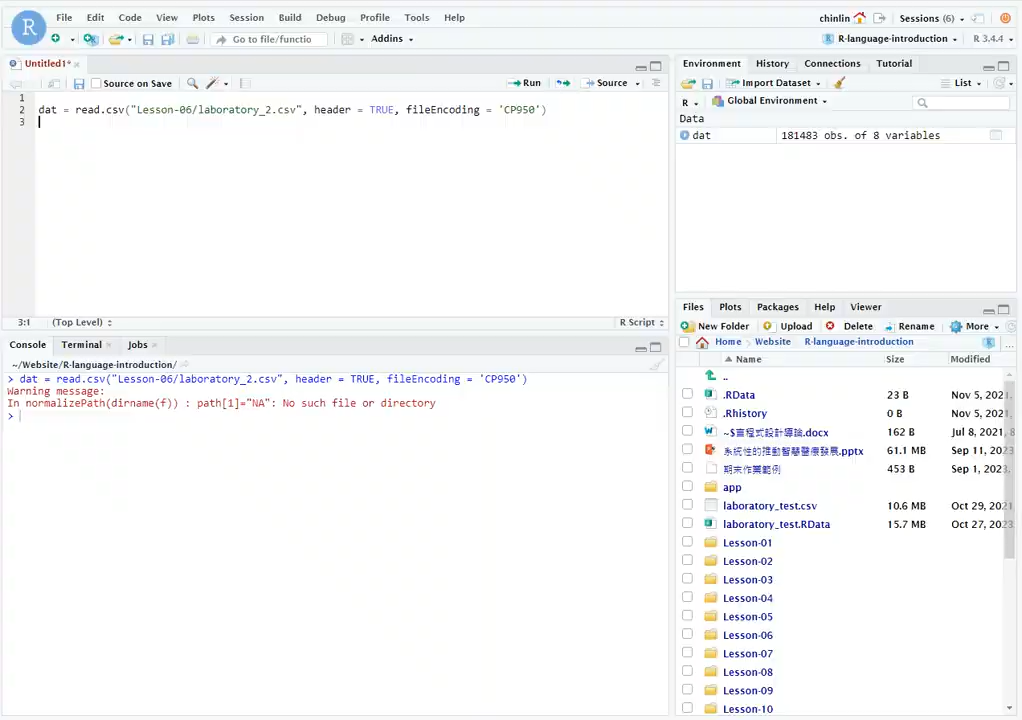 File Edit Code View Plots Session Build Debug Profile Tools Help
chinlin Sessions (6)
R
Go to file/functio Addins
R-language-introduction R 3.4.4
Untitled1*
Source on Save Run Source
1
2 dat = read.csv("Lesson-06/laboratory_2.csv", header = TRUE, fileEncoding = 'CP950')
3
3:1 (Top Level) R Script
Console Terminal Jobs
~/Website/R-language-introduction/
> dat = read.csv("Lesson-06/laboratory_2.csv", header = TRUE, fileEncoding = 'CP950')
Warning message:
In normalizePath(dirname(f)) : path[1]="NA": No such file or directory
>
Environment History Connections Tutorial
Import Dataset List
R Global Environment
Data
dat 181483 obs. of 8 variables
Files Plots Packages Help Viewer
New Folder Upload Delete Rename More
Home Website R-language-introduction ...
Name Size Modified
..
.RData 23 B Nov 5, 2021,
.Rhistory 0 B Nov 5, 2021,
~$言程式設計導論.docx 162 B Jul 8, 2021, 8
系統性的推動智慧醫療發展.pptx 61.1 MB Sep 11, 2023
期末作業範例 453 B Sep 1, 2023,
app
laboratory_test.csv 10.6 MB Oct 29, 2021
laboratory_test.RData 15.7 MB Oct 27, 2023
Lesson-01
Lesson-02
Lesson-03
Lesson-04
Lesson-05
Lesson-06
Lesson-07
Lesson-08
Lesson-09
Lesson-10